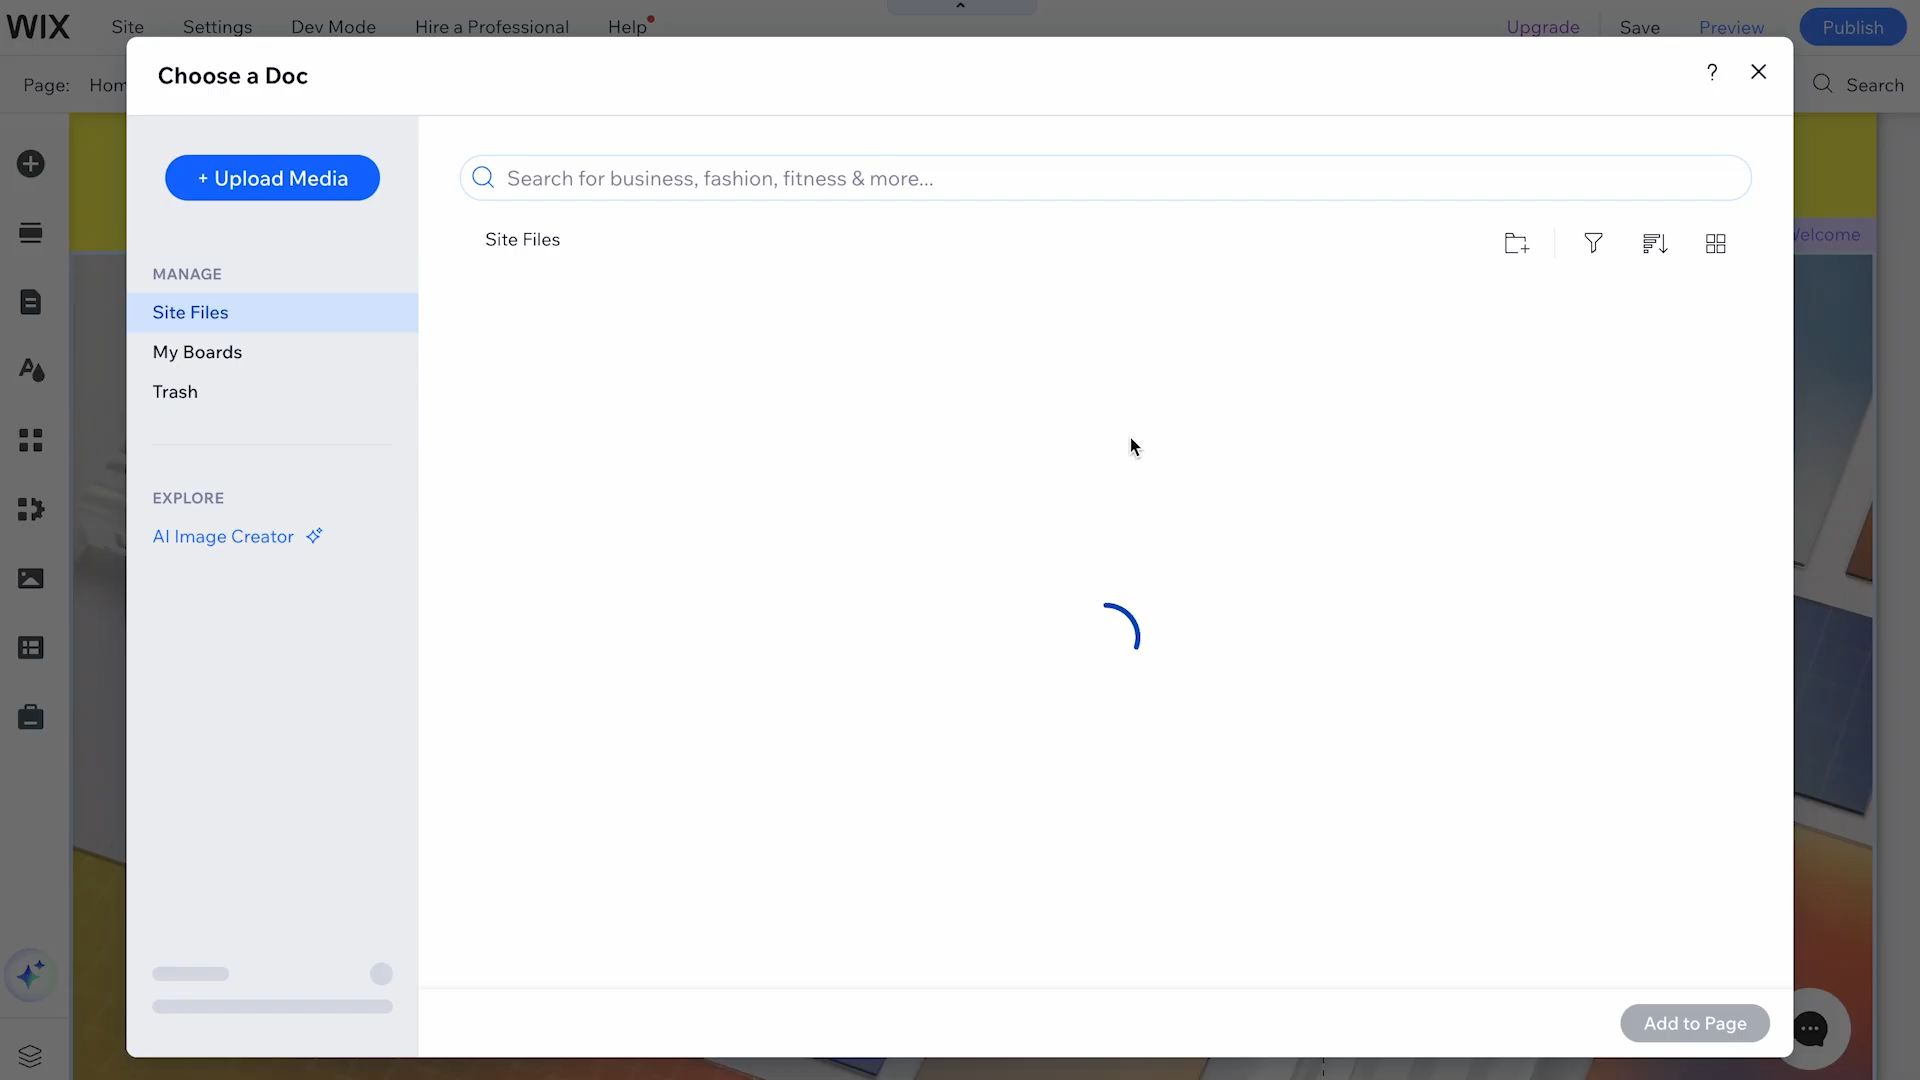 WIX Site Settings Dev Mode Hire a Professional Help Upgrade Save Preview Publish
Page: Hom Search
Choose a Doc ?
+ Upload Media
Search for business, fashion, fitness & more...
Site Files
Welcome
MANAGE
Site Files
My Boards
Trash
EXPLORE
AI Image Creator
Add to Page